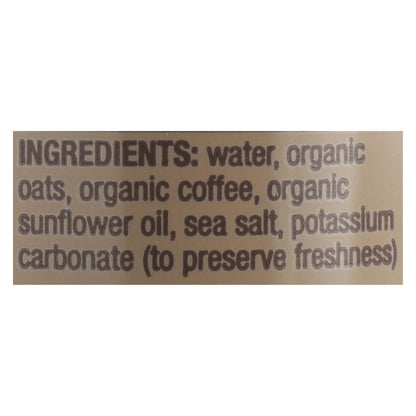 INGREDIENTS: water, organic
oats, organic coffee, organic
sunflower oil, sea salt, potassium
carbonate (to preserve freshness)